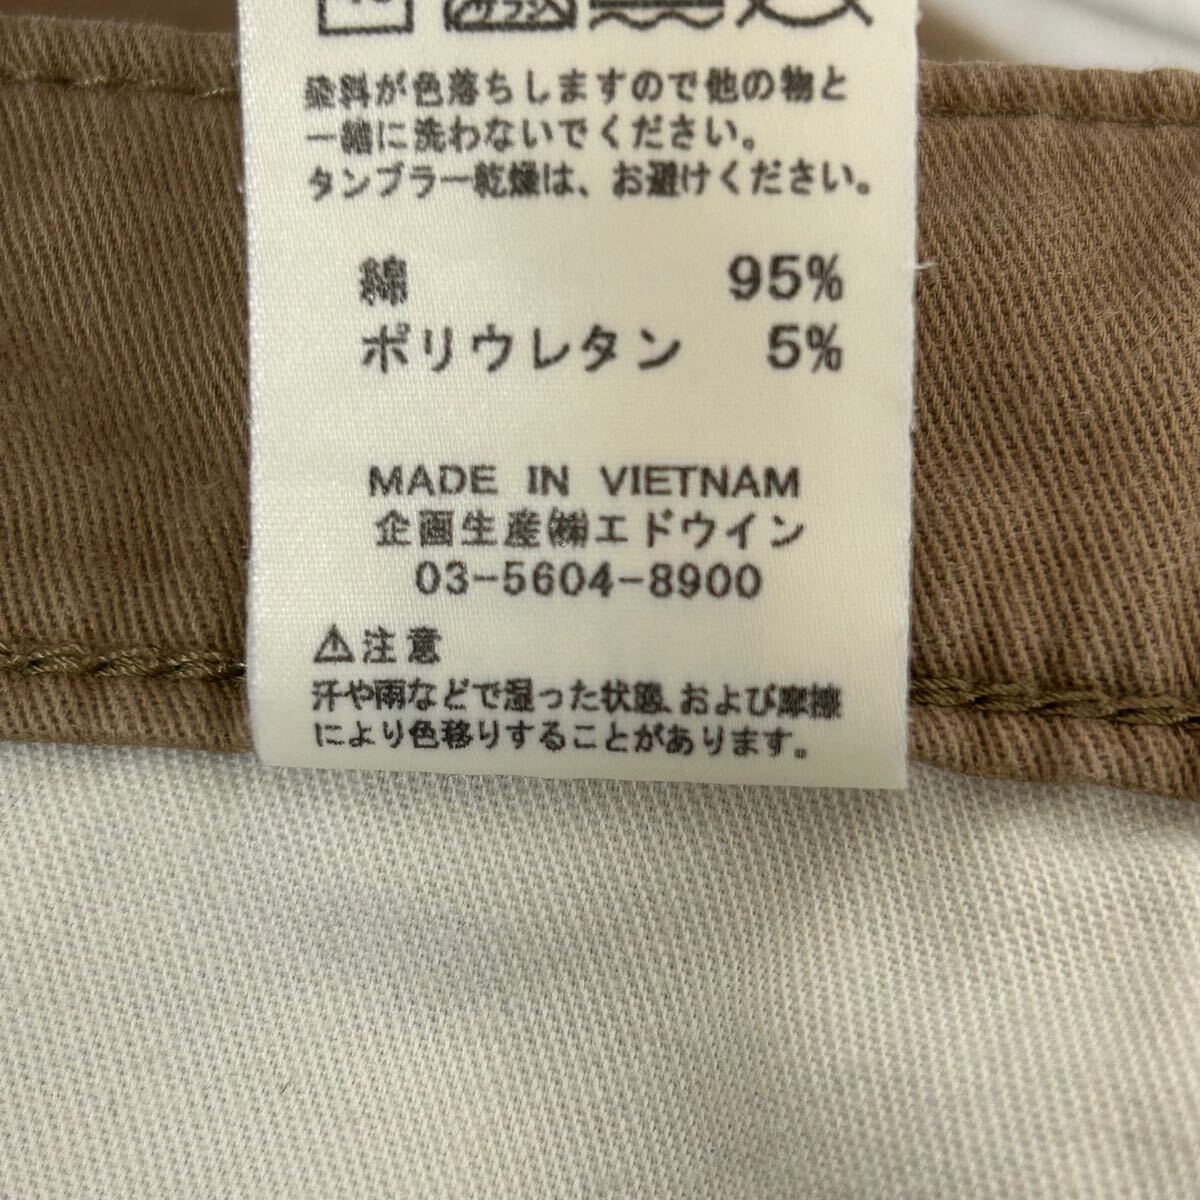 サラシ
染料が色落ちしますので他の物と
一緒に洗わないでください。
タンブラー乾燥は、お避けください。
綿 95%
ポリウレタン 5%
MADE IN VIETNAM
企画生産㈱エドウイン
03-5604-8900
⚠注意
汗や雨などで湿った状態、および摩擦
により色移りすることがあります。